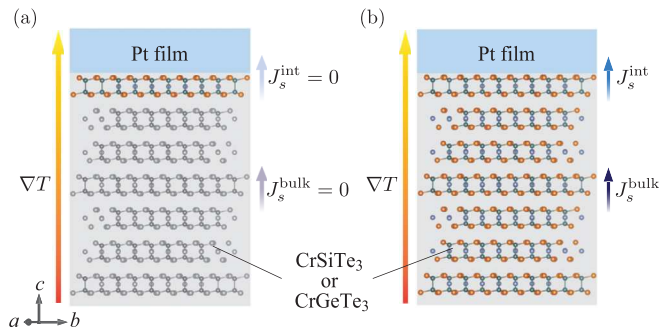 (a)
Pt film
J_s^int = 0
∇T
J_s^bulk = 0
c
a
b
CrSiTe₃
or
CrGeTe₃
(b)
Pt film
J_s^int
∇T
J_s^bulk